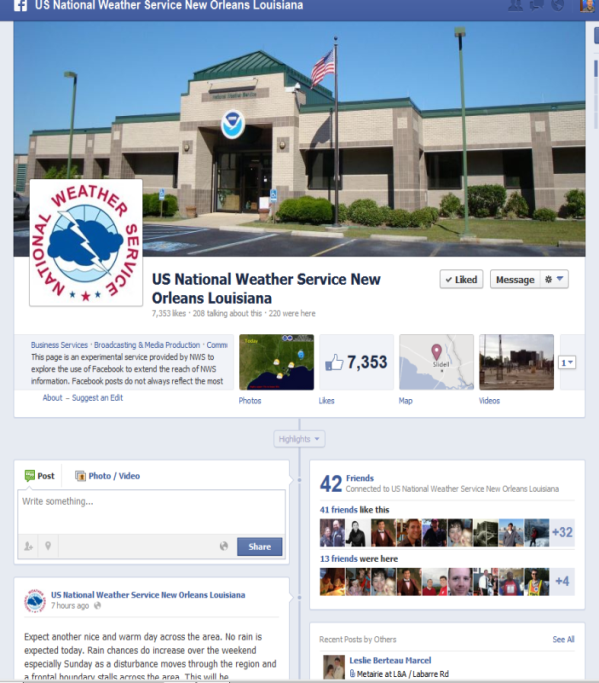 US National Weather Service New Orleans Louisiana
NATIONAL WEATHER SERVICE
US National Weather Service New
Orleans Louisiana
7,353 likes · 208 talking about this · 220 were here
✓ Liked
Message
Business Services · Broadcasting & Media Production · Comm
This page is an experimental service provided by NWS to
explore the use of Facebook to extend the reach of NWS
information. Facebook posts do not always reflect the most
About – Suggest an Edit
Photos
7,353
Likes
Slidell
Map
Videos
1
Highlights
Post
Photo / Video
Write something...
Share
US National Weather Service New Orleans Louisiana
7 hours ago
Expect another nice and warm day across the area. No rain is
expected today. Rain chances do increase over the weekend
especially Sunday as a disturbance moves through the region and
a frontal boundary stalls across the area. This will be
42 Friends
Connected to US National Weather Service New Orleans Louisiana
41 friends like this
+32
13 friends were here
+4
Recent Posts by Others
See All
Leslie Berteau Marcel
Metairie at L&A / Labarre Rd